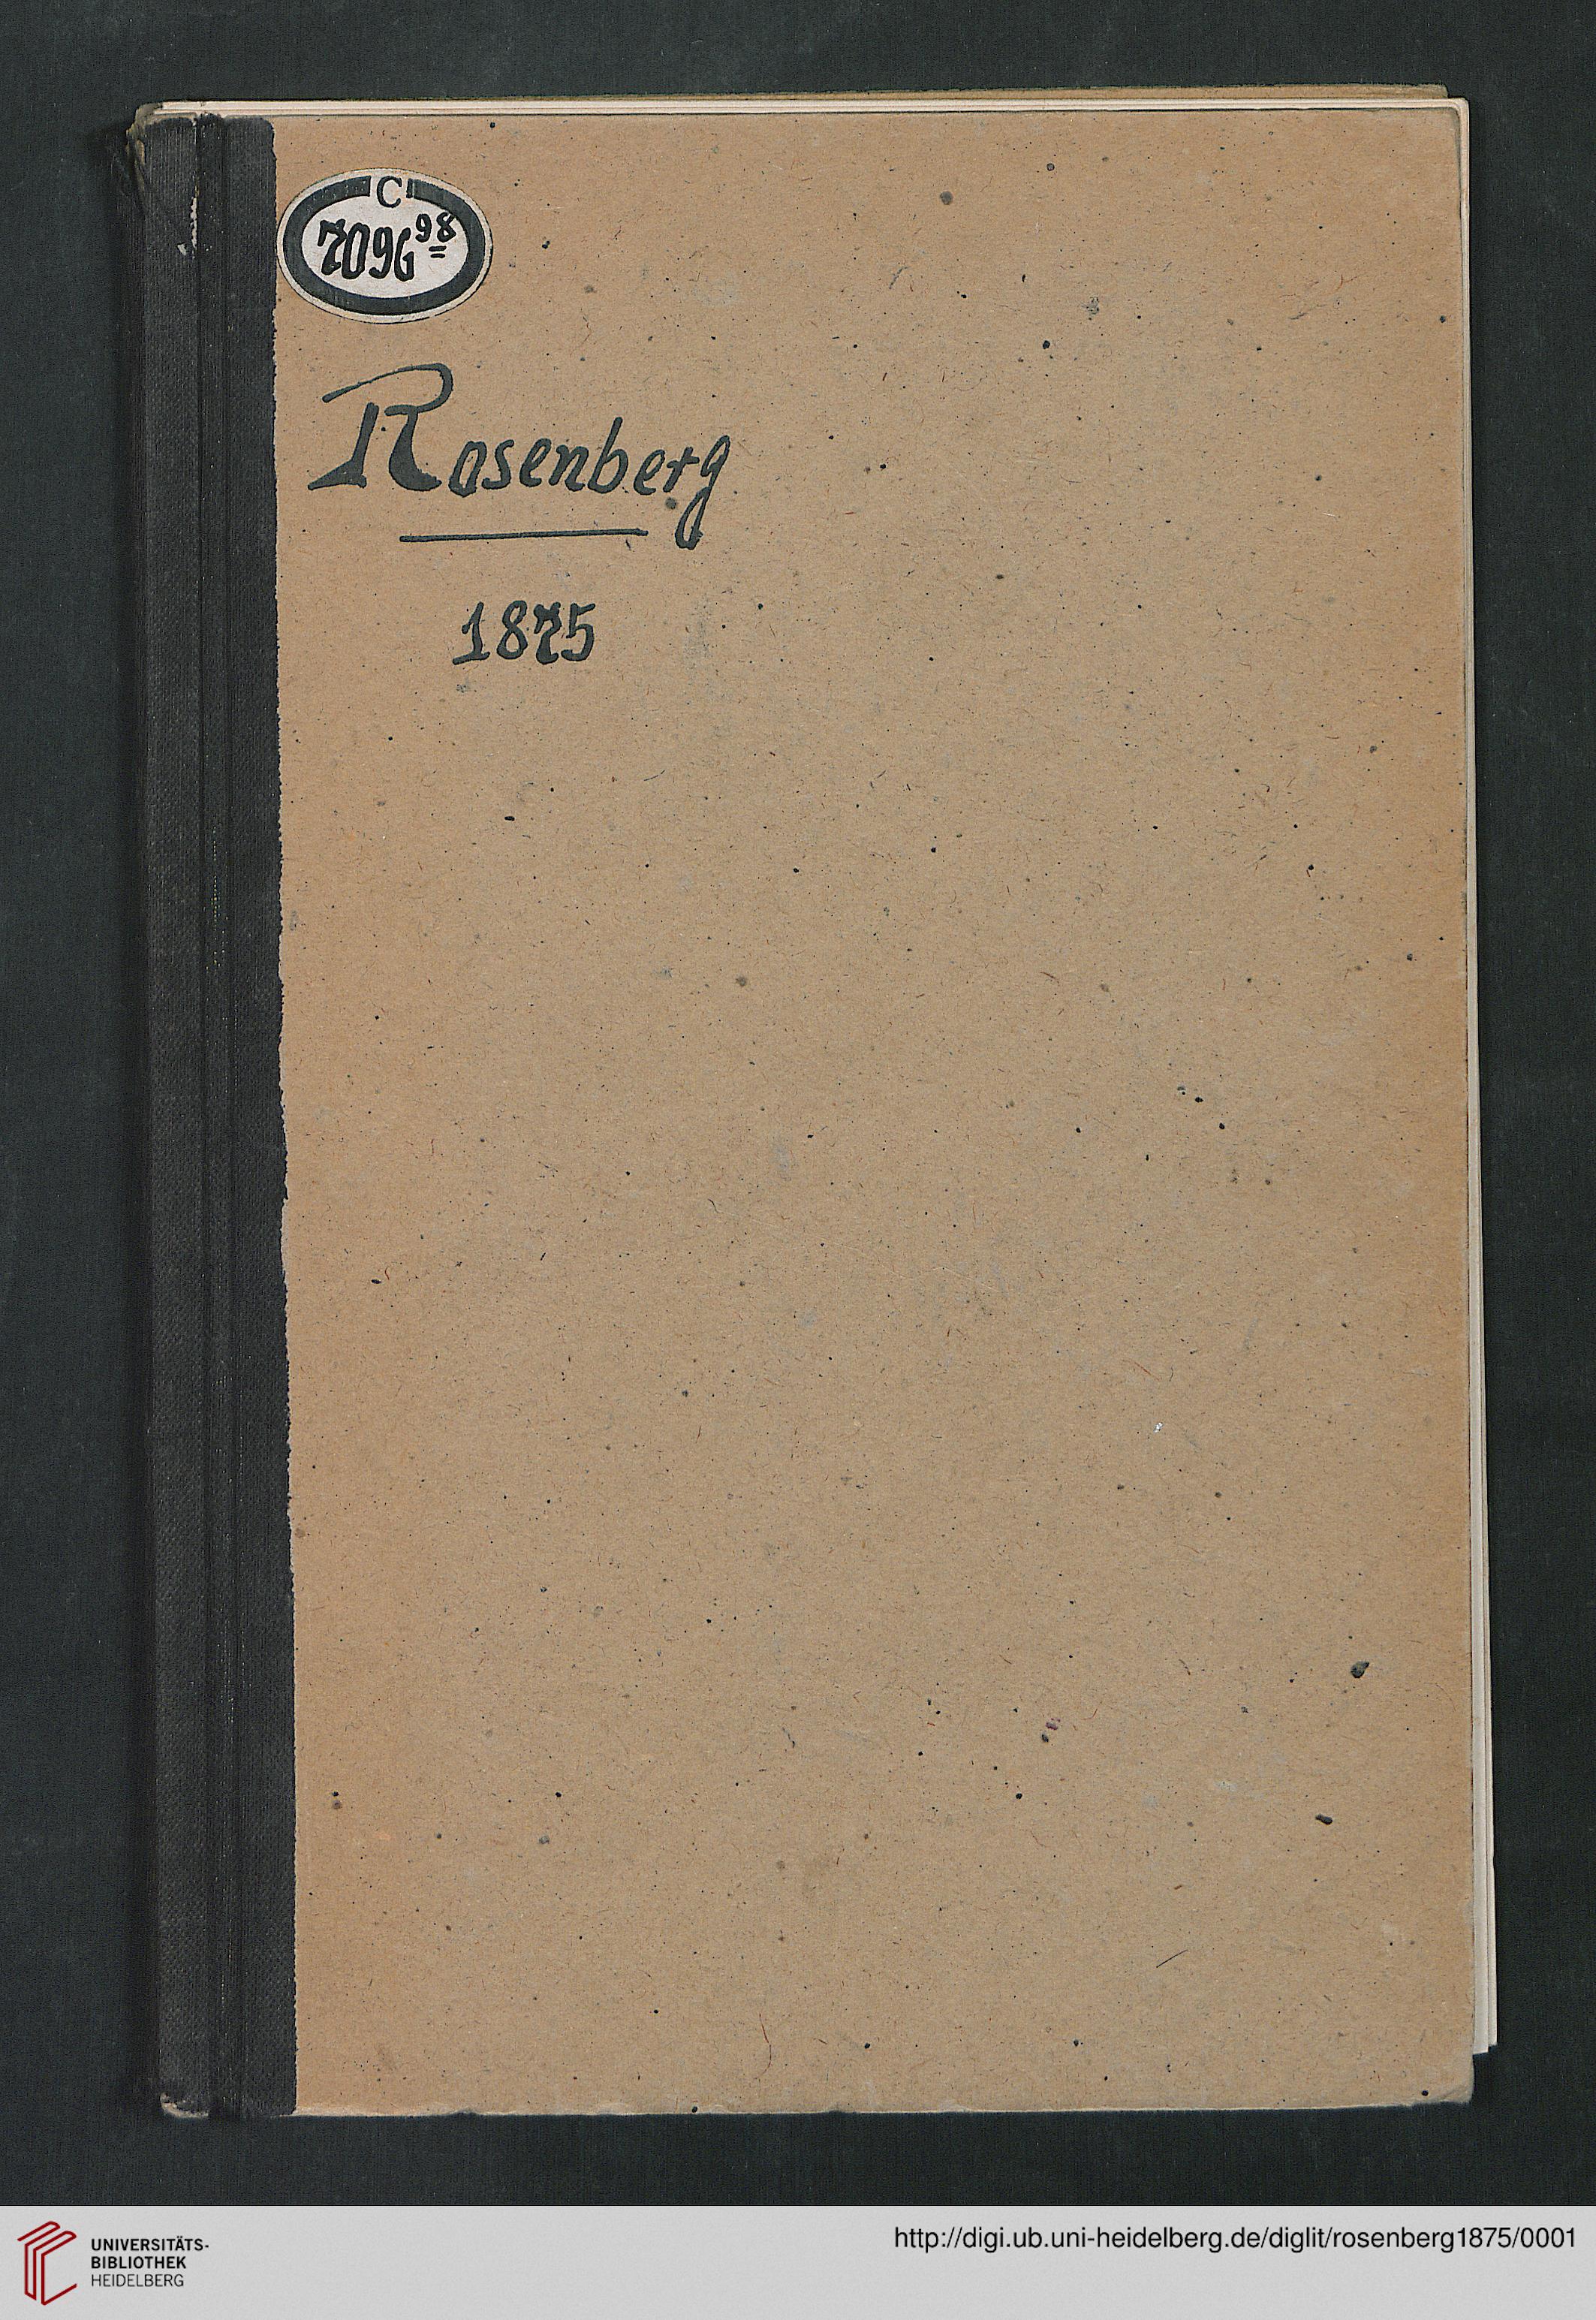 C
7096 98
Rosenberg
1875
UNIVERSITÄTS-
BIBLIOTHEK
HEIDELBERG
http://digi.ub.uni-heidelberg.de/diglit/rosenberg1875/0001